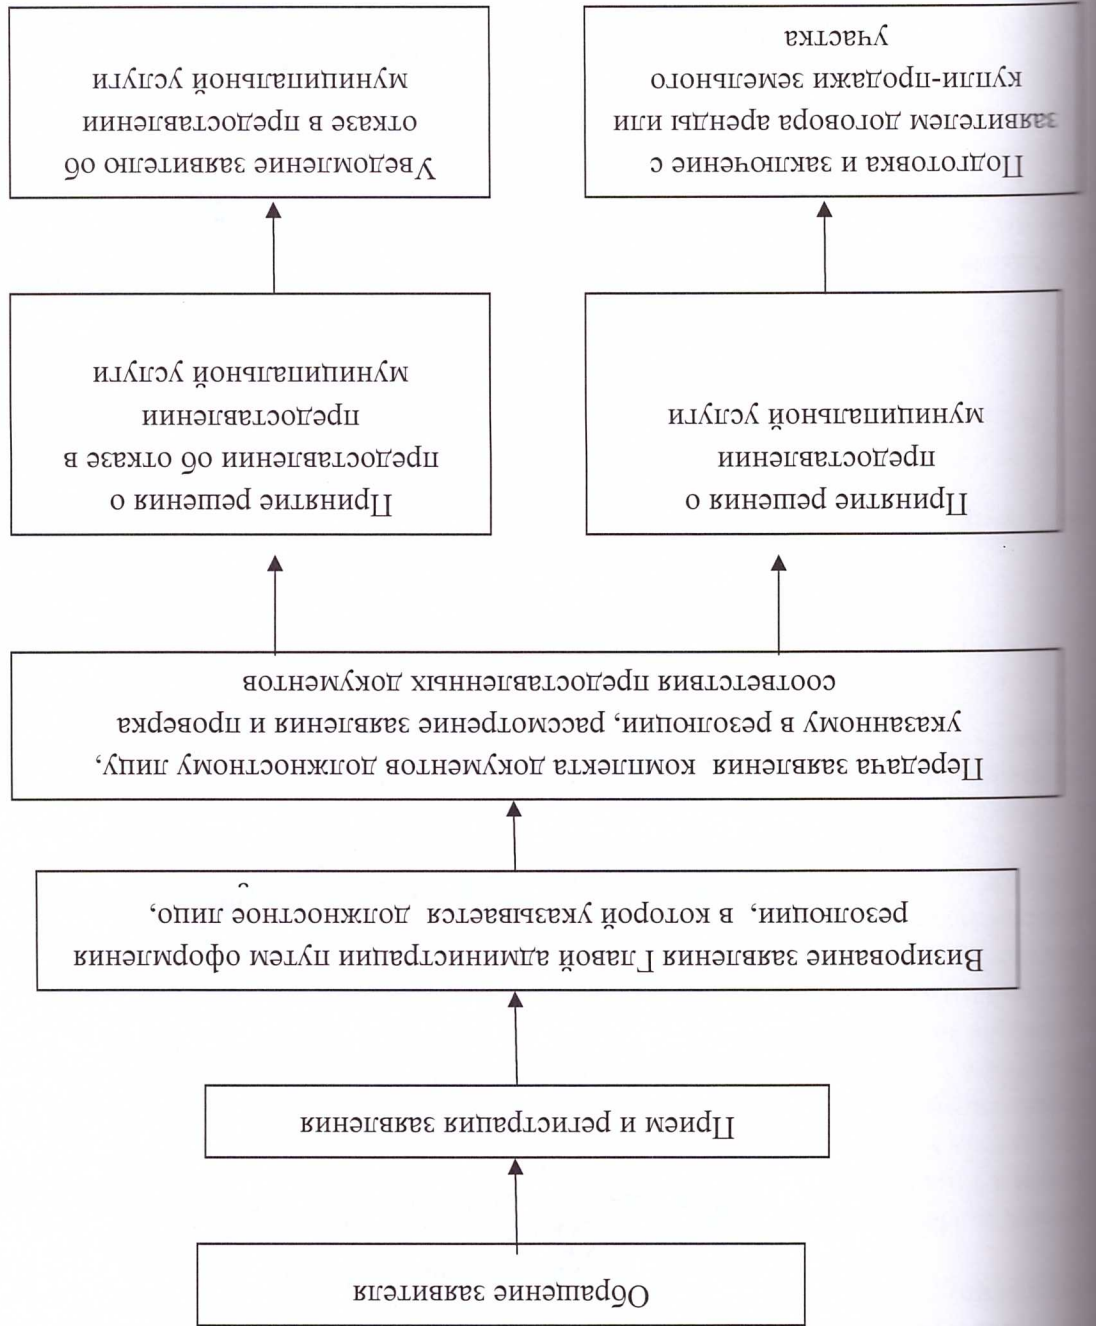 Обращение заявителя
Прием и регистрация заявления
Визирование заявления Главой администрации путем оформления
резолюции, в которой указывается должностное лицо,
Передача заявления комплекта документов должностному лицу,
указанному в резолюции, рассмотрение заявления и проверка
соответствия предоставленных документов
Принятие решения о
предоставлении
муниципальной услуги
Принятие решения о
предоставлении об отказе в
предоставлении
муниципальной услуги
Подготовка и заключение с
заявителем договора аренды или
купли-продажи земельного
участка
Уведомление заявителю об
отказе в предоставлении
муниципальной услуги